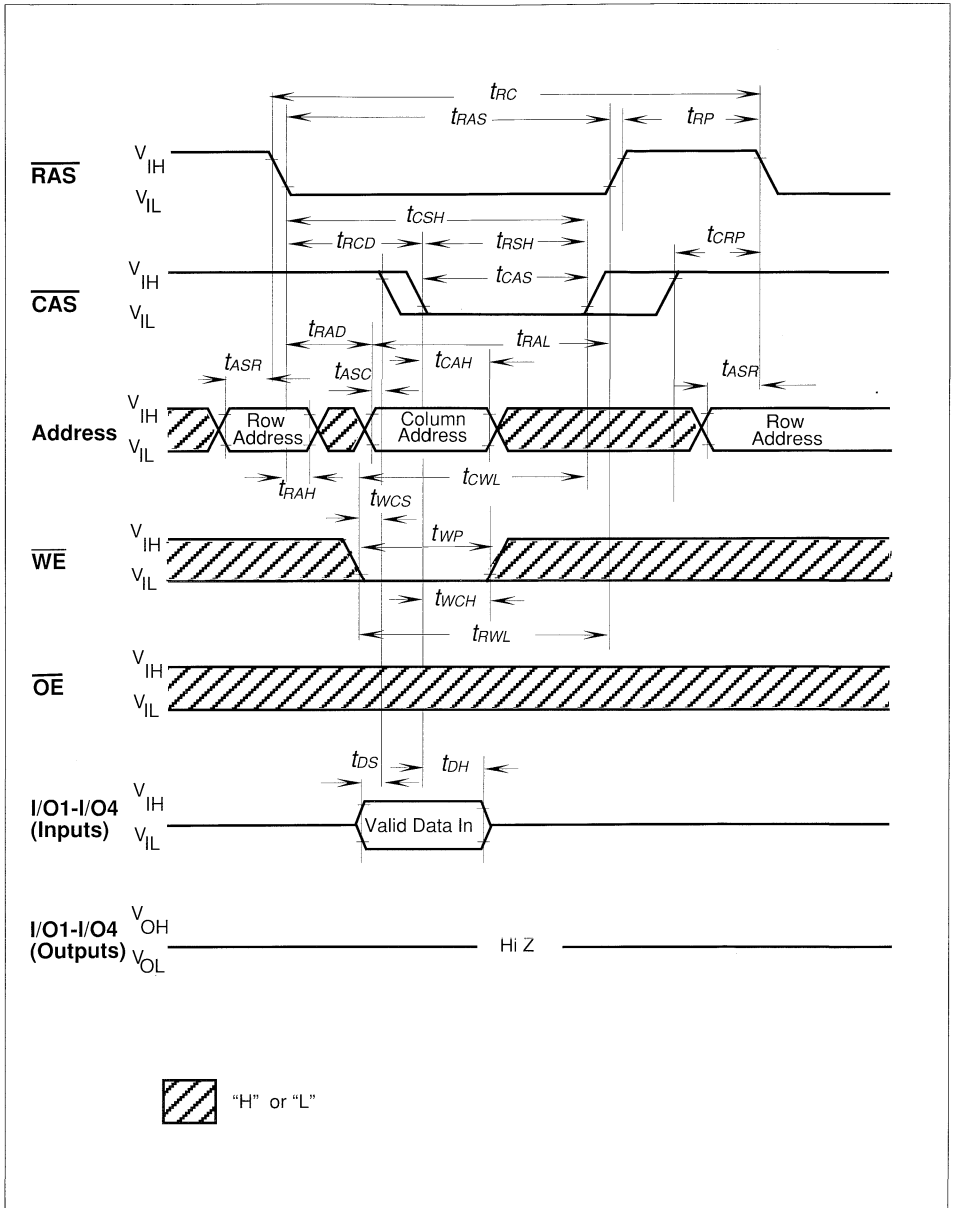 tRC
tRAS tRP
RAS VIH
VIL
tCSH
tRCD tRSH tCRP
CAS VIH
tCAS
VIL
tRAD tRAL
tASR tASC tCAH tASR
Address VIH
VIL
Row Address
Column Address
Row Address
tRAH tCWL
tWCS
WE VIH
tWP
VIL
tWCH
tRWL
OE VIH
VIL
tDS tDH
I/O1-I/O4
(Inputs)
VIH
VIL
Valid Data In
I/O1-I/O4
(Outputs)
VOH
VOL
Hi Z
“H” or “L”